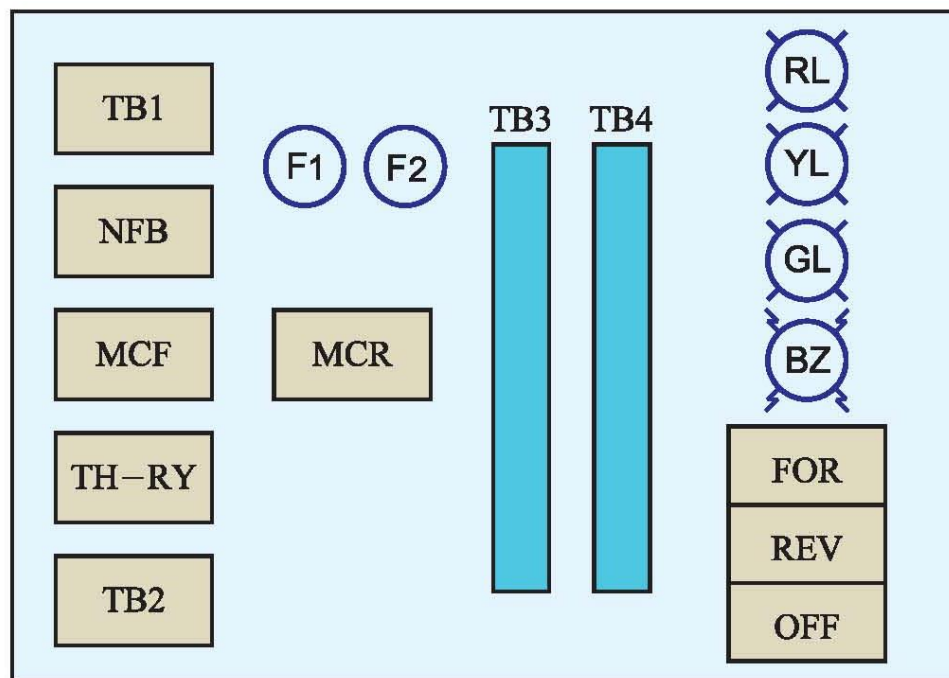 TB1
NFB
MCF
TH−RY
TB2
F1
F2
MCR
TB3
TB4
RL
YL
GL
BZ
FOR
REV
OFF